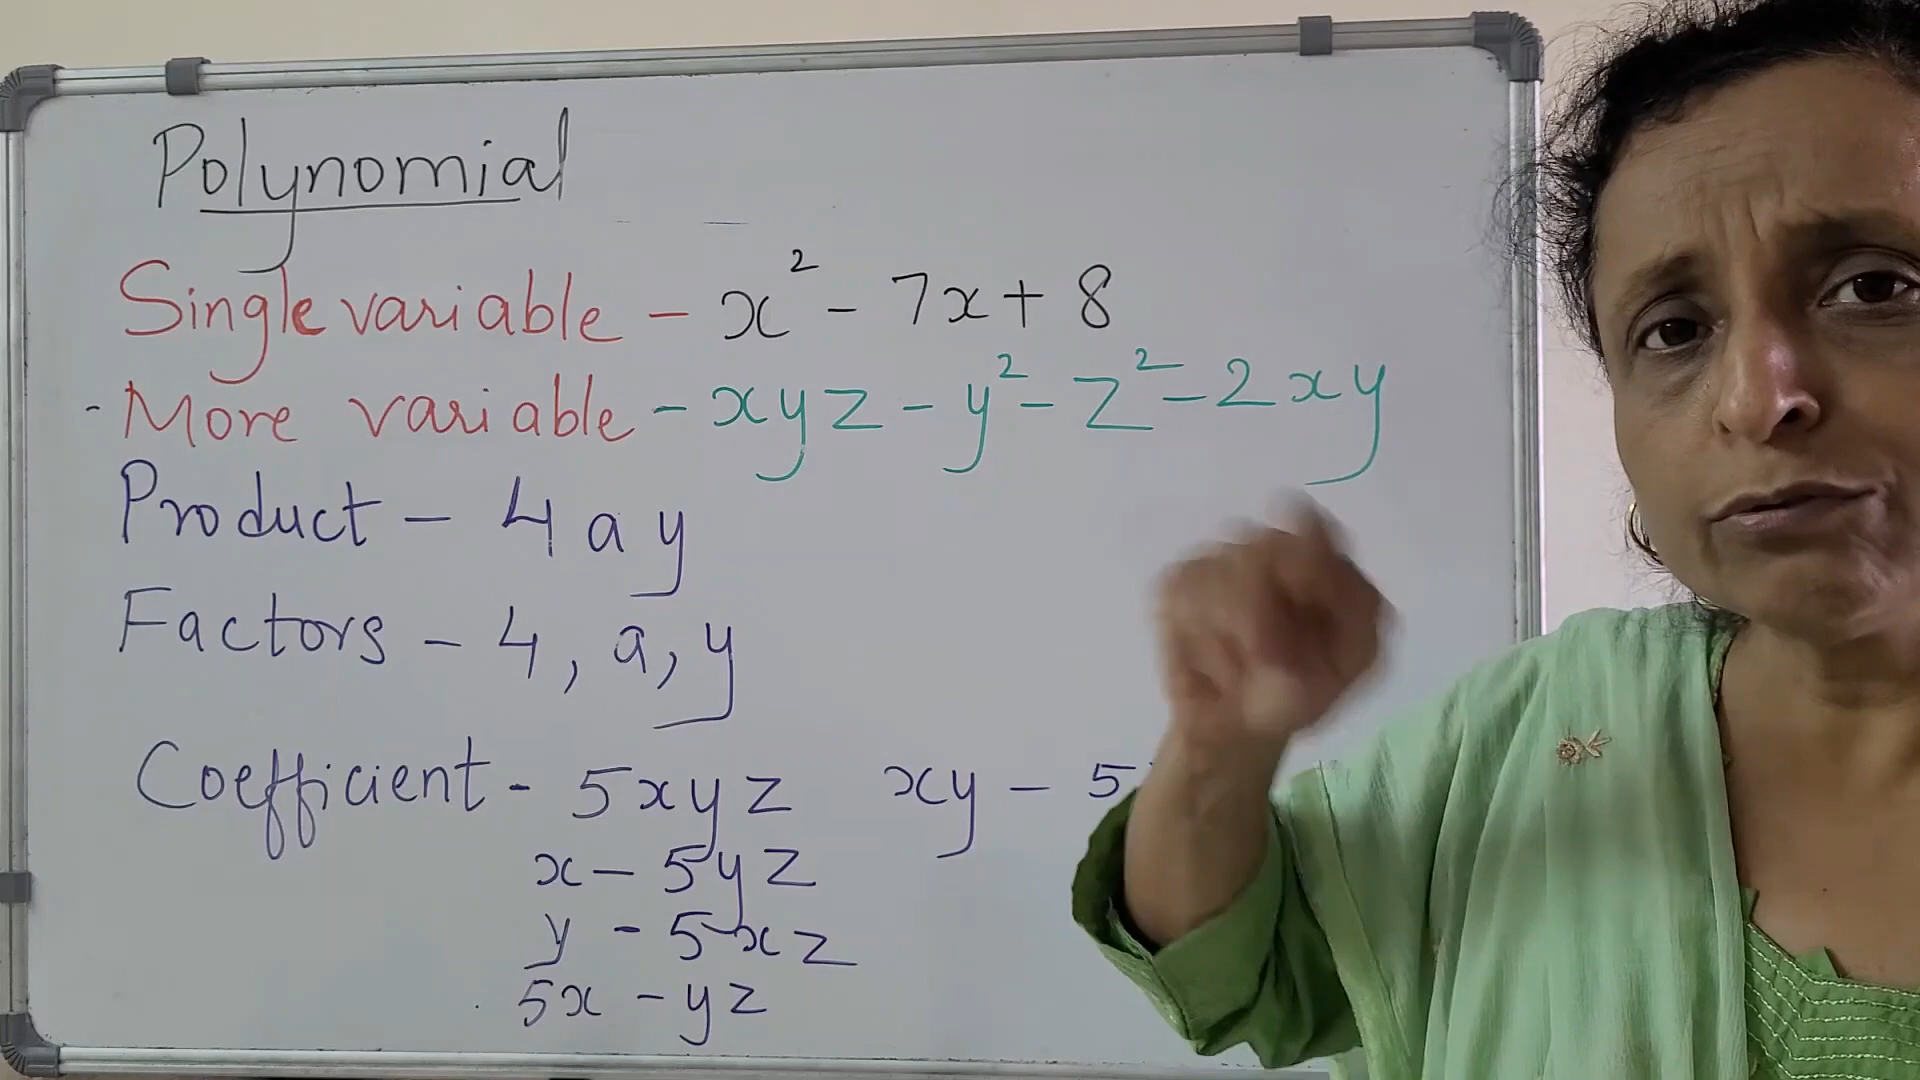 Polynomial
Single variable - x² - 7x + 8
- More variable - xyz - y² - z² - 2xy
Product - 4ay
Factors - 4, a, y
Coefficient - 5xyz xy - 5
x - 5yz
y - 5xz
5x - yz